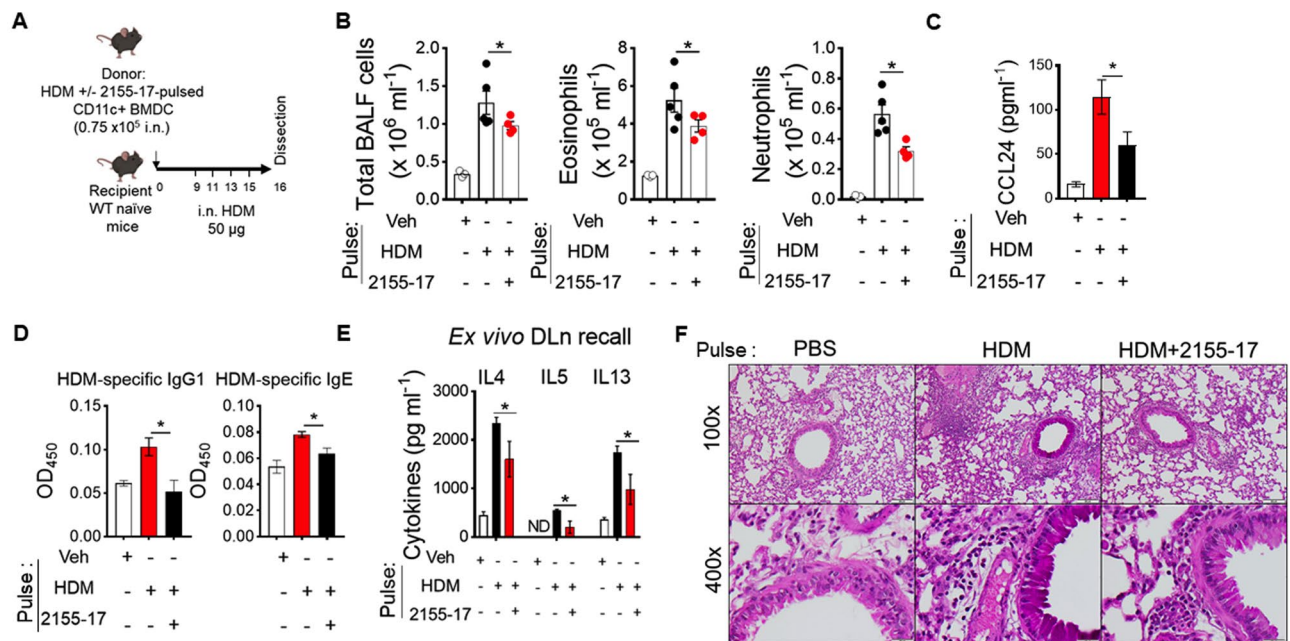 A
Donor:
HDM +/- 2155-17-pulsed
CD11c+ BMDC
(0.75 x10⁵ i.n.)
Recipient
WT naïve
mice
0 9 11 13 15 16
i.n. HDM
50 µg
Dissection
B
Total BALF cells
(x 10⁶ ml⁻¹)
2.0
1.5
1.0
0.5
0.0
*
Eosinophils
(x 10⁵ ml⁻¹)
8
6
4
2
0
*
Neutrophils
(x 10⁵ ml⁻¹)
1.0
0.8
0.6
0.4
0.2
0.0
*
Pulse:
Veh + - -
HDM - + +
2155-17 - - +
Pulse:
Veh + - -
HDM - + +
2155-17 - - +
Pulse:
Veh + - -
HDM - + +
2155-17 - - +
C
CCL24 (pgml⁻¹)
150
100
50
0
*
Pulse :
Veh + - -
HDM - + +
2155-17 - - +
D
HDM-specific IgG1
OD₄₅₀
0.15
0.10
0.05
0.00
*
HDM-specific IgE
OD₄₅₀
0.10
0.08
0.06
0.04
0.02
0.00
*
Pulse :
Veh + - - + - -
HDM - + + - + +
2155-17 - - + - - +
E
Ex vivo DLn recall
IL4 IL5 IL13
Cytokines (pg ml⁻¹)
3000
2000
1000
0
* * *
ND
Pulse :
Veh + - - + - - + - -
HDM - + + - + + - + +
2155-17 - - + - - + - - +
F
Pulse : PBS HDM HDM+2155-17
100x
400x